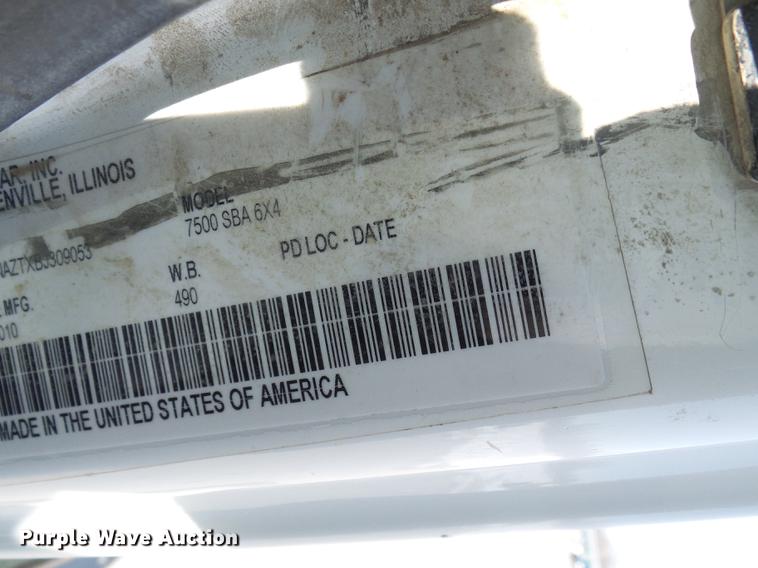 AR, INC.
ENVILLE, ILLINOIS
MODEL
7500 SBA 6X4
AZTXBJ309053
W.B.
490
PD LOC - DATE
MFG.
010
MADE IN THE UNITED STATES OF AMERICA
Purple Wave Auction